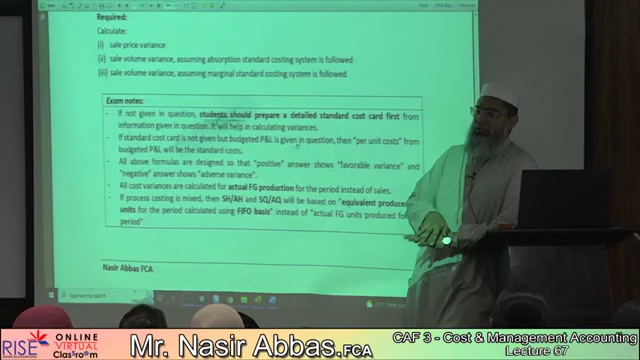 Required:
Calculate:
(i) sale price variance
(ii) sale volume variance, assuming absorption standard costing system is followed
(iii) sale volume variance, assuming marginal standard costing system is followed
Exam notes:
- If not given in question, students should prepare a detailed standard cost card first from
information given in question. It will help in calculating variances.
- If standard cost card is not given but budgeted P&L is given in question, then "per unit costs" from
budgeted P&L will be the standard costs.
- All above formulas are designed so that "positive" answer shows "favorable variance" and
"negative" answer shows "adverse variance".
- All cost variances are calculated for actual FG production for the period instead of sales.
- If process costing is mixed, then SH/AH and SQ/AQ will be based on "equivalent produced
units for the period calculated using FIFO basis" instead of "actual FG units produced for
period"
Nasir Abbas FCA
Type here to search
RISE
ONLINE
VIRTUAL
Classroom
Mr. Nasir Abbas.FCA
CAF 3 - Cost & Management Accounting
Lecture 67